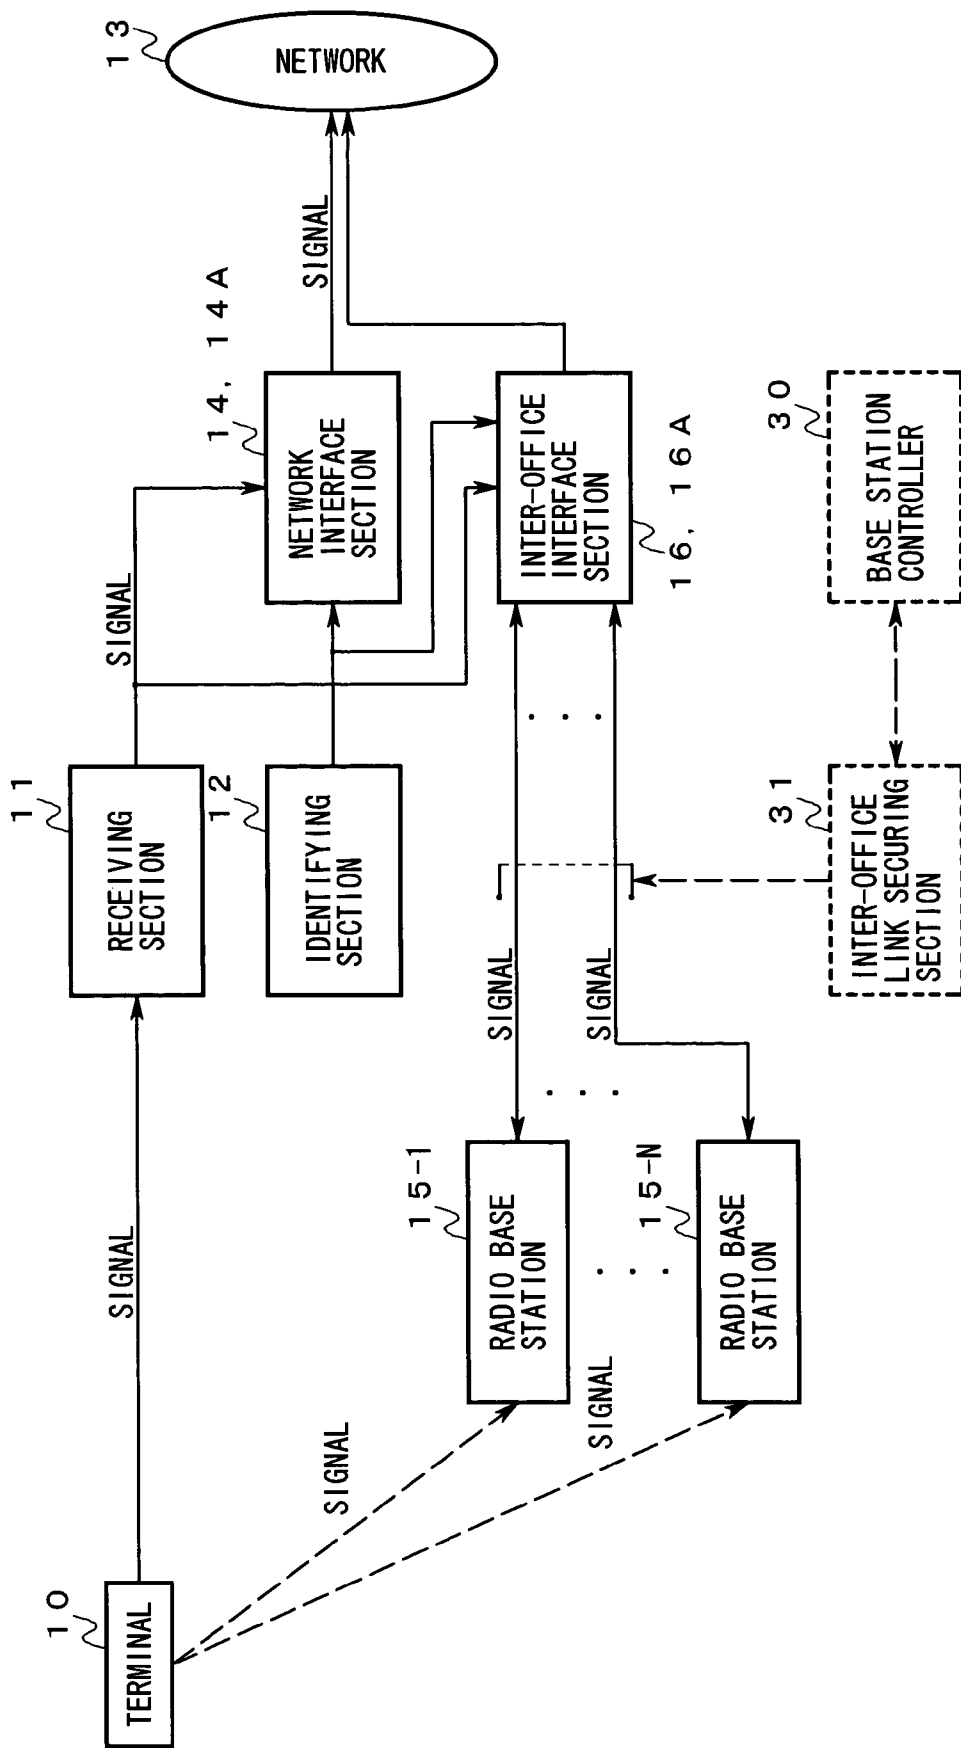 10
TERMINAL
SIGNAL
11
RECEIVING
SECTION
SIGNAL
12
IDENTIFYING
SECTION
14, 14A
NETWORK
INTERFACE
SECTION
SIGNAL
13
NETWORK
SIGNAL
15-1
RADIO BASE
STATION
SIGNAL
16, 16A
INTER-OFFICE
INTERFACE
SECTION
SIGNAL
15-N
RADIO BASE
STATION
SIGNAL
31
INTER-OFFICE
LINK SECURING
SECTION
30
BASE STATION
CONTROLLER